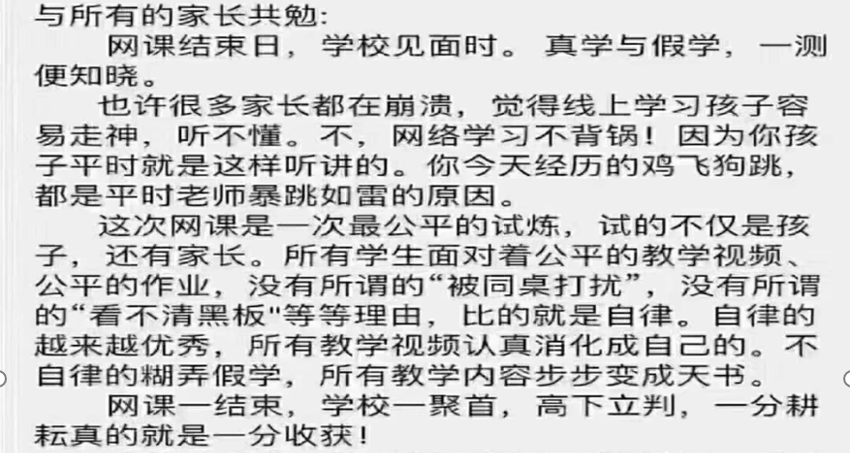 与所有的家长共勉:
网课结束日，学校见面时。 真学与假学，一测
便知晓。
也许很多家长都在崩溃，觉得线上学习孩子容
易走神，听不懂。不，网络学习不背锅！因为你孩
子平时就是这样听讲的。你今天经历的鸡飞狗跳，
都是平时老师暴跳如雷的原因。
这次网课是一次最公平的试炼，试的不仅是孩
子，还有家长。所有学生面对着公平的教学视频、
公平的作业，没有所谓的“被同桌打扰”，没有所谓
的“看不清黑板"等等理由，比的就是自律。自律的
越来越优秀，所有教学视频认真消化成自己的。不
自律的糊弄假学，所有教学内容步步变成天书。
网课一结束，学校一聚首，高下立判，一分耕
耘真的就是一分收获！